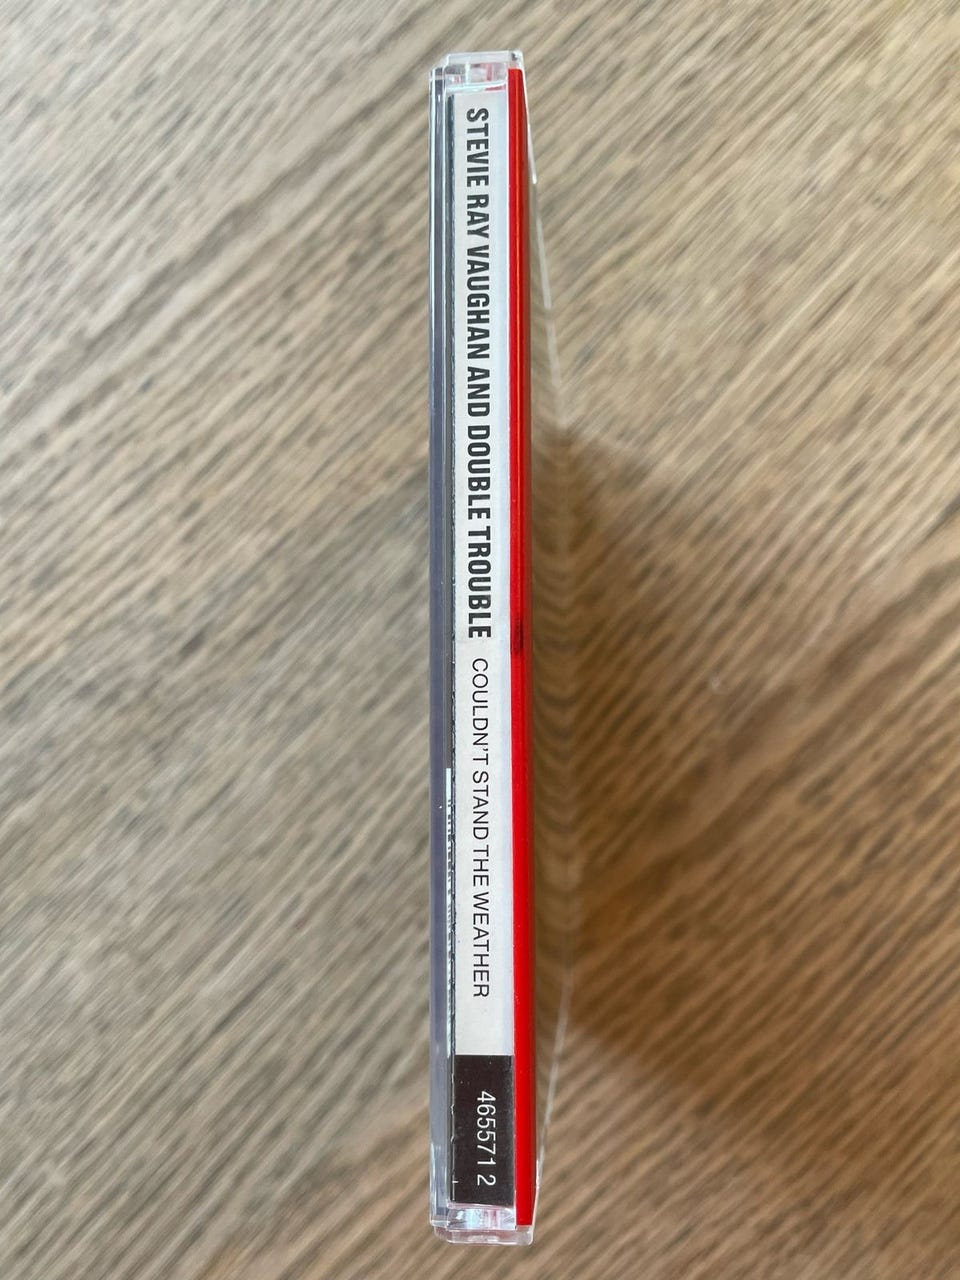 STEVIE RAY VAUGHAN AND DOUBLE TROUBLE COULDN'T STAND THE WEATHER 465571 2